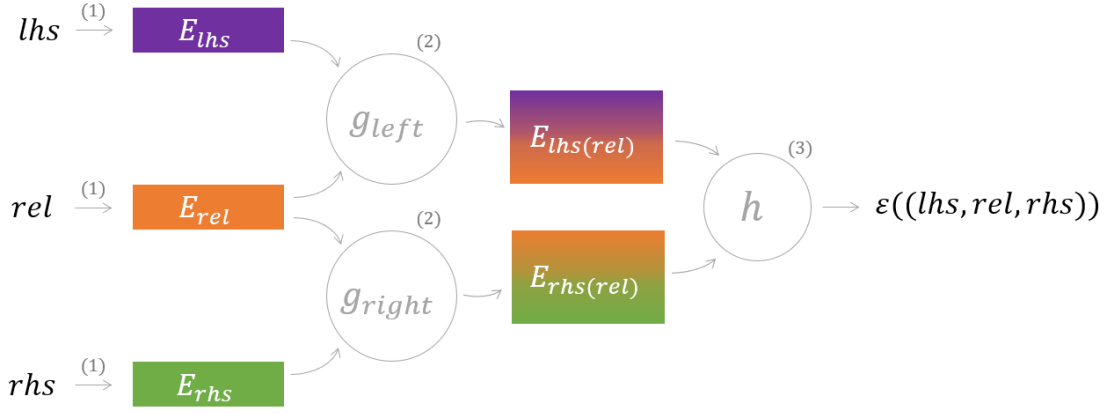 lhs (1) E_lhs
(2)
g_left
E_lhs(rel)
(3)
rel (1) E_rel
h ε((lhs, rel, rhs))
(2)
g_right
E_rhs(rel)
rhs (1) E_rhs